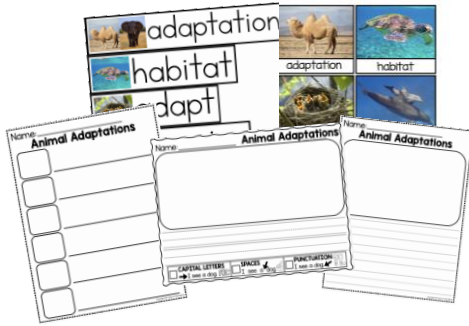 adaptation
habitat
adapt
adaptation
habitat
Name:
Animal Adaptations
Name:
Animal Adaptations
CAPITAL LETTERS
I see a dog
SPACES
I see a dog
PUNCTUATION
I see a dog.
Name:
Animal Adaptations